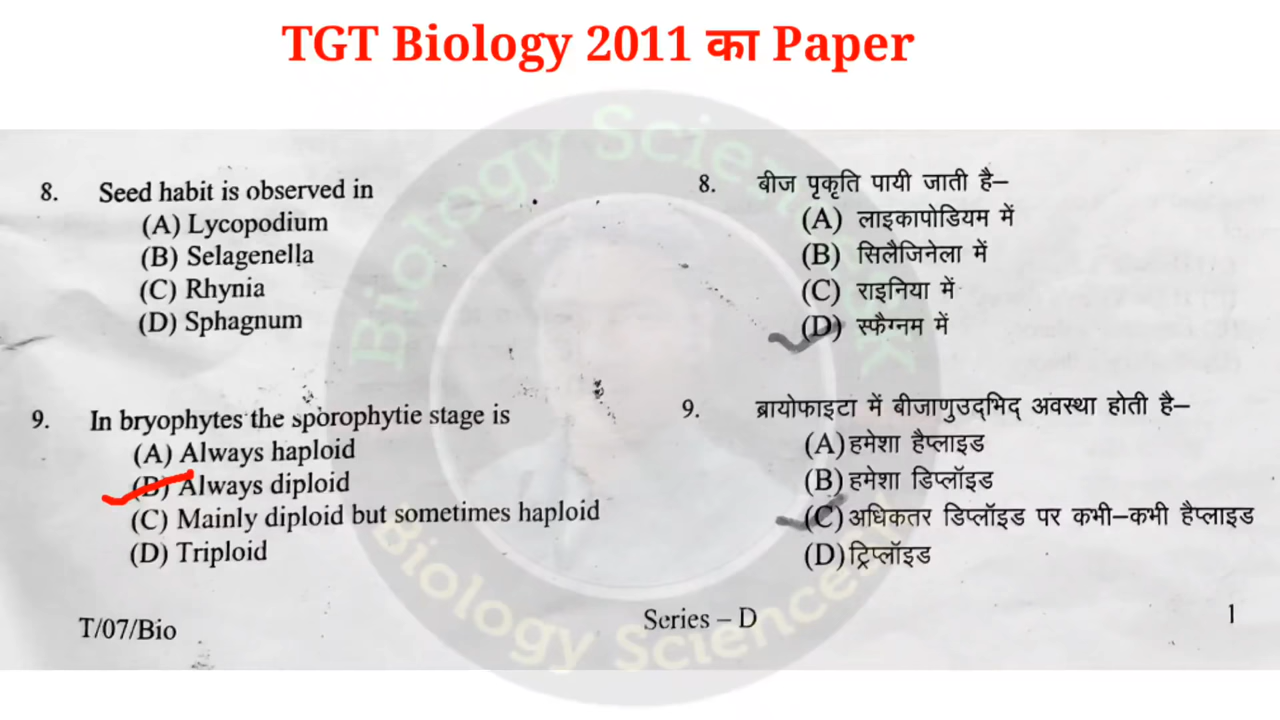 TGT Biology 2011 का Paper
8. Seed habit is observed in
(A) Lycopodium
(B) Selagenella
(C) Rhynia
(D) Sphagnum
9. In bryophytes the sporophytie stage is
(A) Always haploid
(B) Always diploid
(C) Mainly diploid but sometimes haploid
(D) Triploid
T/07/Bio
8. बीज पृकृति पायी जाती है–
(A) लाइकापोडियम में
(B) सिलैजिनेला में
(C) राइनिया में
(D) स्फैग्नम में
9. ब्रायोफाइटा में बीजाणुउद्भिद् अवस्था होती है–
(A) हमेशा हैप्लाइड
(B) हमेशा डिप्लॉइड
(C) अधिकतर डिप्लॉइड पर कभी–कभी हैप्लाइड
(D) ट्रिप्लॉइड
Series – D
1